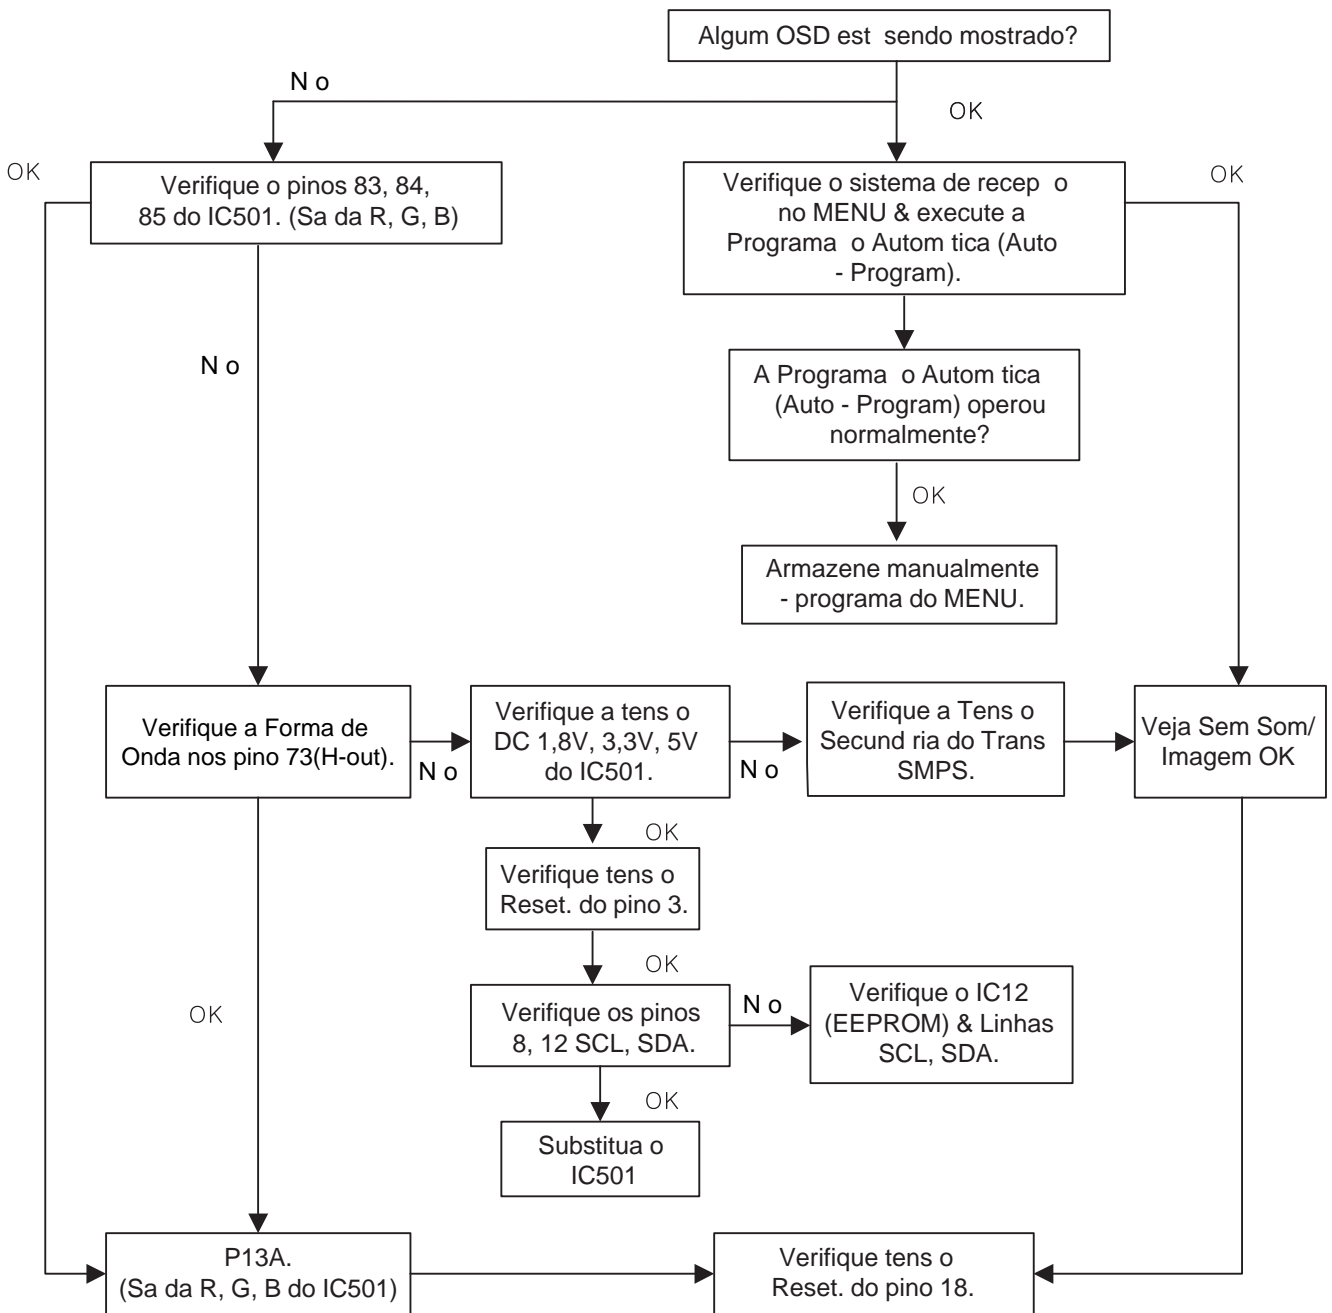 Algum OSD est sendo mostrado?
N o
OK
OK
Verifique o pinos 83, 84,
85 do IC501. (Sa da R, G, B)
Verifique o sistema de recep o
no MENU & execute a
Programa o Autom tica (Auto
- Program).
OK
N o
A Programa o Autom tica
(Auto - Program) operou
normalmente?
OK
Armazene manualmente
- programa do MENU.
Verifique a Forma de
Onda nos pino 73(H-out).
N o
Verifique a tens o
DC 1,8V, 3,3V, 5V
do IC501.
N o
Verifique a Tens o
Secund ria do Trans
SMPS.
Veja Sem Som/
Imagem OK
OK
Verifique tens o
Reset. do pino 3.
OK
OK
Verifique os pinos
8, 12 SCL, SDA.
N o
Verifique o IC12
(EEPROM) & Linhas
SCL, SDA.
OK
Substitua o
IC501
P13A.
(Sa da R, G, B do IC501)
Verifique tens o
Reset. do pino 18.